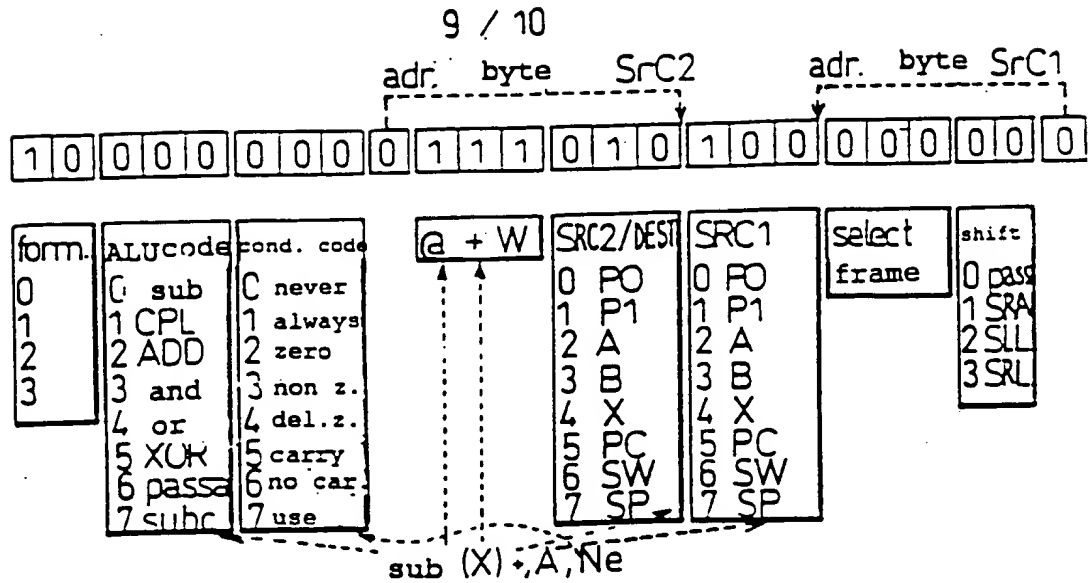 9 / 10
adr. byte SrC2 adr. byte SrC1
1 0 0 0 0 0 0 0 0 1 1 1 0 1 0 1 0 0 0 0 0 0 0 0
form. ALUcode cond. code @ + W SRC2/DEST SRC1 select shift
frame
0 0 sub 0 never 0 P0 0 P0 0 pass
1 1 CPL 1 always 1 P1 1 P1 1 SRA
2 2 ADD 2 zero 2 A 2 A 2 SLL
3 3 and 3 non z. 3 B 3 B 3 SRL
4 or 4 del.z. 4 X 4 X
5 XOR 5 carry 5 PC 5 PC
6 passa 6 no car. 6 SW 6 SW
7 subc 7 use 7 SP 7 SP
sub (X) +, A, Ne